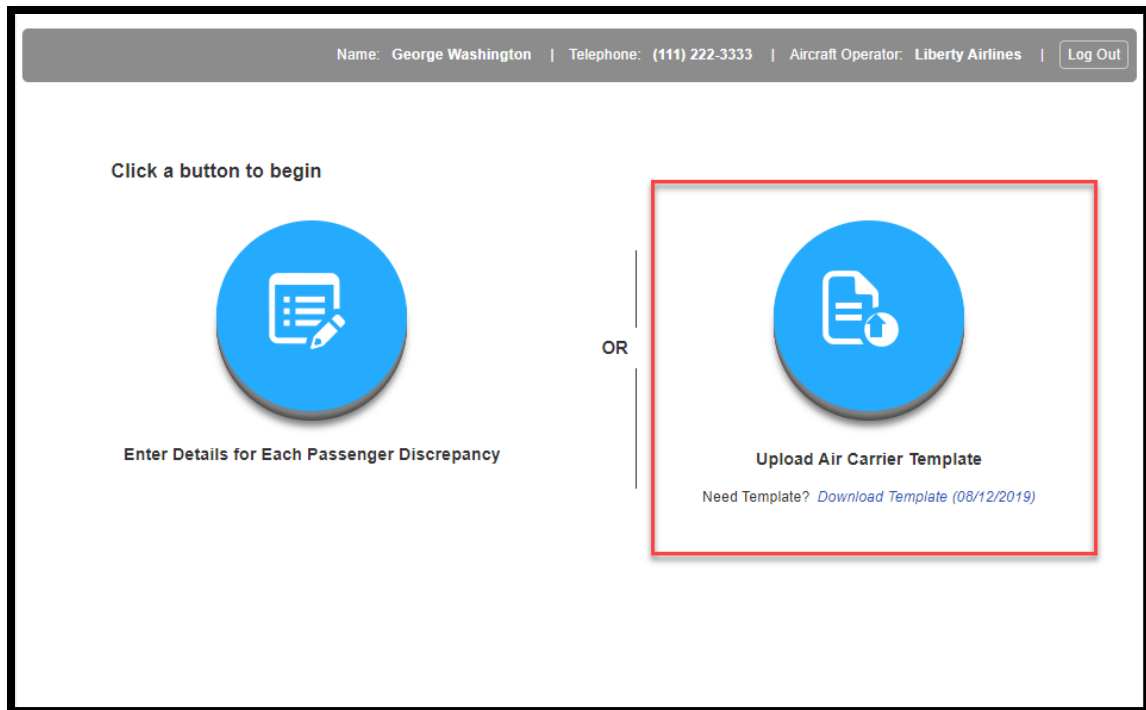 Name: George Washington | Telephone: (111) 222-3333 | Aircraft Operator: Liberty Airlines | Log Out
Click a button to begin
OR
Enter Details for Each Passenger Discrepancy
Upload Air Carrier Template
Need Template? Download Template (08/12/2019)